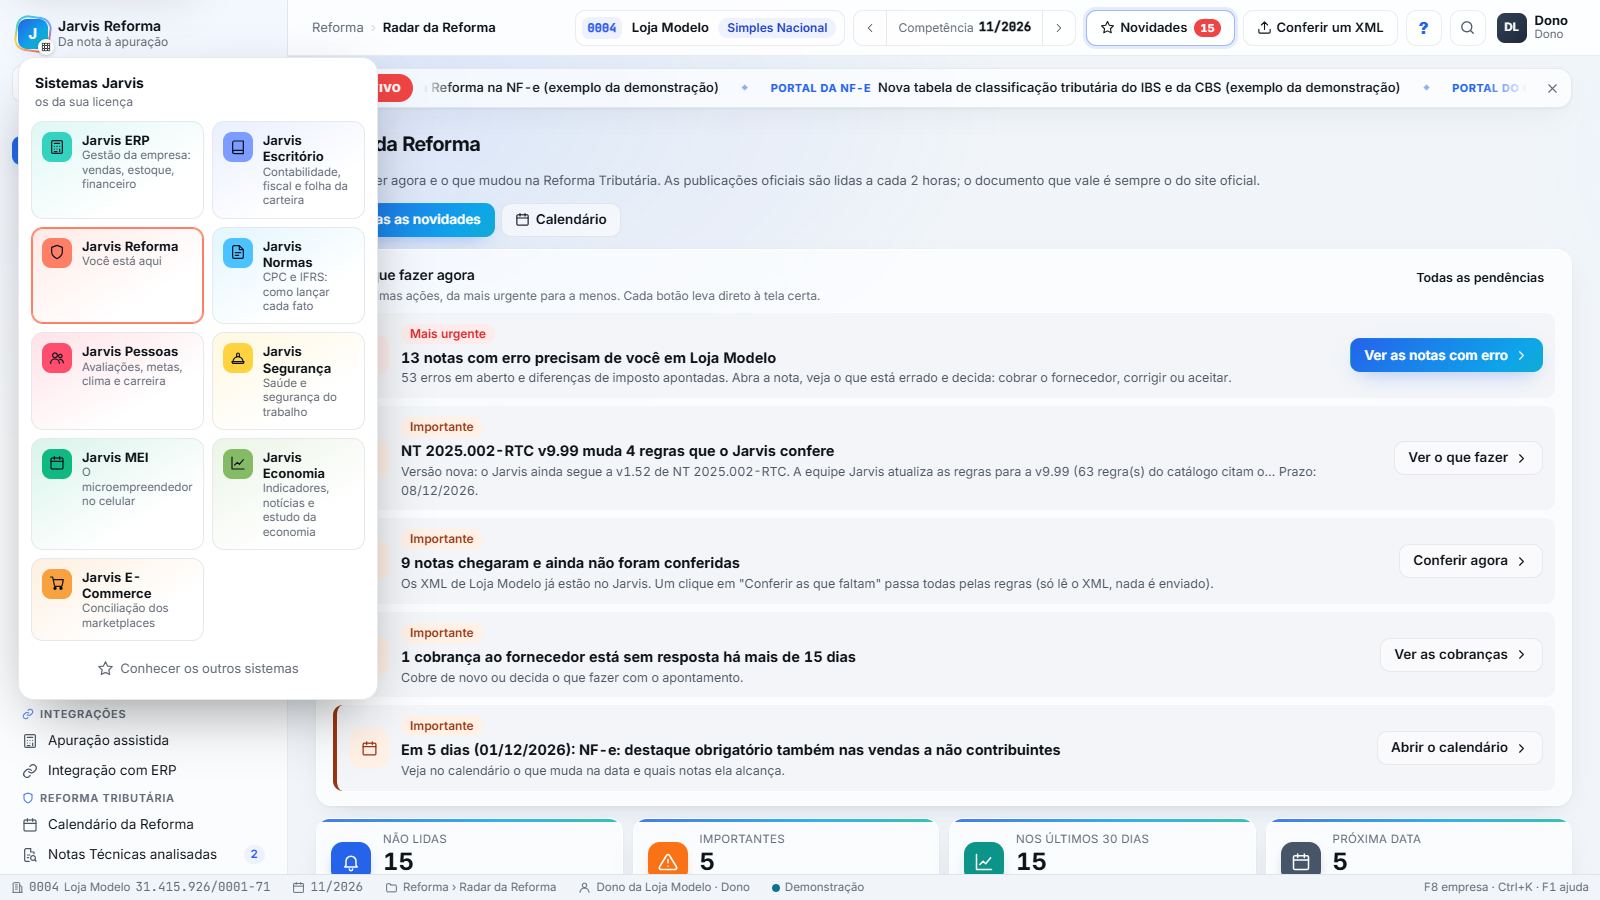 Jarvis Reforma
Da nota à apuração
Reforma › Radar da Reforma
0004 Loja Modelo Simples Nacional
Competência 11/2026
Novidades 15
Conferir um XML
?
DL
Dono
Dono
Sistemas Jarvis
os da sua licença
Jarvis ERP
Gestão da empresa:
vendas, estoque,
financeiro
Jarvis
Escritório
Contabilidade,
fiscal e folha da
carteira
Jarvis Reforma
Você está aqui
Jarvis
Normas
CPC e IFRS:
como lançar
cada fato
Jarvis Pessoas
Avaliações, metas,
clima e carreira
Jarvis
Segurança
Saúde e
segurança do
trabalho
Jarvis MEI
O
microempreendedor
no celular
Jarvis
Economia
Indicadores,
notícias e
estudo da
economia
Jarvis E-
Commerce
Conciliação dos
marketplaces
Conhecer os outros sistemas
IVO Reforma na NF-e (exemplo da demonstração) PORTAL DA NF-E Nova tabela de classificação tributária do IBS e da CBS (exemplo da demonstração) PORTAL DO
da Reforma
er agora e o que mudou na Reforma Tributária. As publicações oficiais são lidas a cada 2 horas; o documento que vale é sempre o do site oficial.
as as novidades
Calendário
ue fazer agora
mas ações, da mais urgente para a menos. Cada botão leva direto à tela certa.
Todas as pendências
Mais urgente
13 notas com erro precisam de você em Loja Modelo
53 erros em aberto e diferenças de imposto apontadas. Abra a nota, veja o que está errado e decida: cobrar o fornecedor, corrigir ou aceitar.
Ver as notas com erro
Importante
NT 2025.002-RTC v9.99 muda 4 regras que o Jarvis confere
Versão nova: o Jarvis ainda segue a v1.52 de NT 2025.002-RTC. A equipe Jarvis atualiza as regras para a v9.99 (63 regra(s) do catálogo citam o... Prazo:
08/12/2026.
Ver o que fazer
Importante
9 notas chegaram e ainda não foram conferidas
Os XML de Loja Modelo já estão no Jarvis. Um clique em "Conferir as que faltam" passa todas pelas regras (só lê o XML, nada é enviado).
Conferir agora
Importante
1 cobrança ao fornecedor está sem resposta há mais de 15 dias
Cobre de novo ou decida o que fazer com o apontamento.
Ver as cobranças
Importante
Em 5 dias (01/12/2026): NF-e: destaque obrigatório também nas vendas a não contribuintes
Veja no calendário o que muda na data e quais notas ela alcança.
Abrir o calendário
INTEGRAÇÕES
Apuração assistida
Integração com ERP
REFORMA TRIBUTÁRIA
Calendário da Reforma
Notas Técnicas analisadas 2
NÃO LIDAS
15
IMPORTANTES
5
NOS ÚLTIMOS 30 DIAS
15
PRÓXIMA DATA
5
0004 Loja Modelo 31.415.926/0001-71
11/2026
Reforma › Radar da Reforma
Dono da Loja Modelo · Dono
Demonstração
F8 empresa · Ctrl+K · F1 ajuda